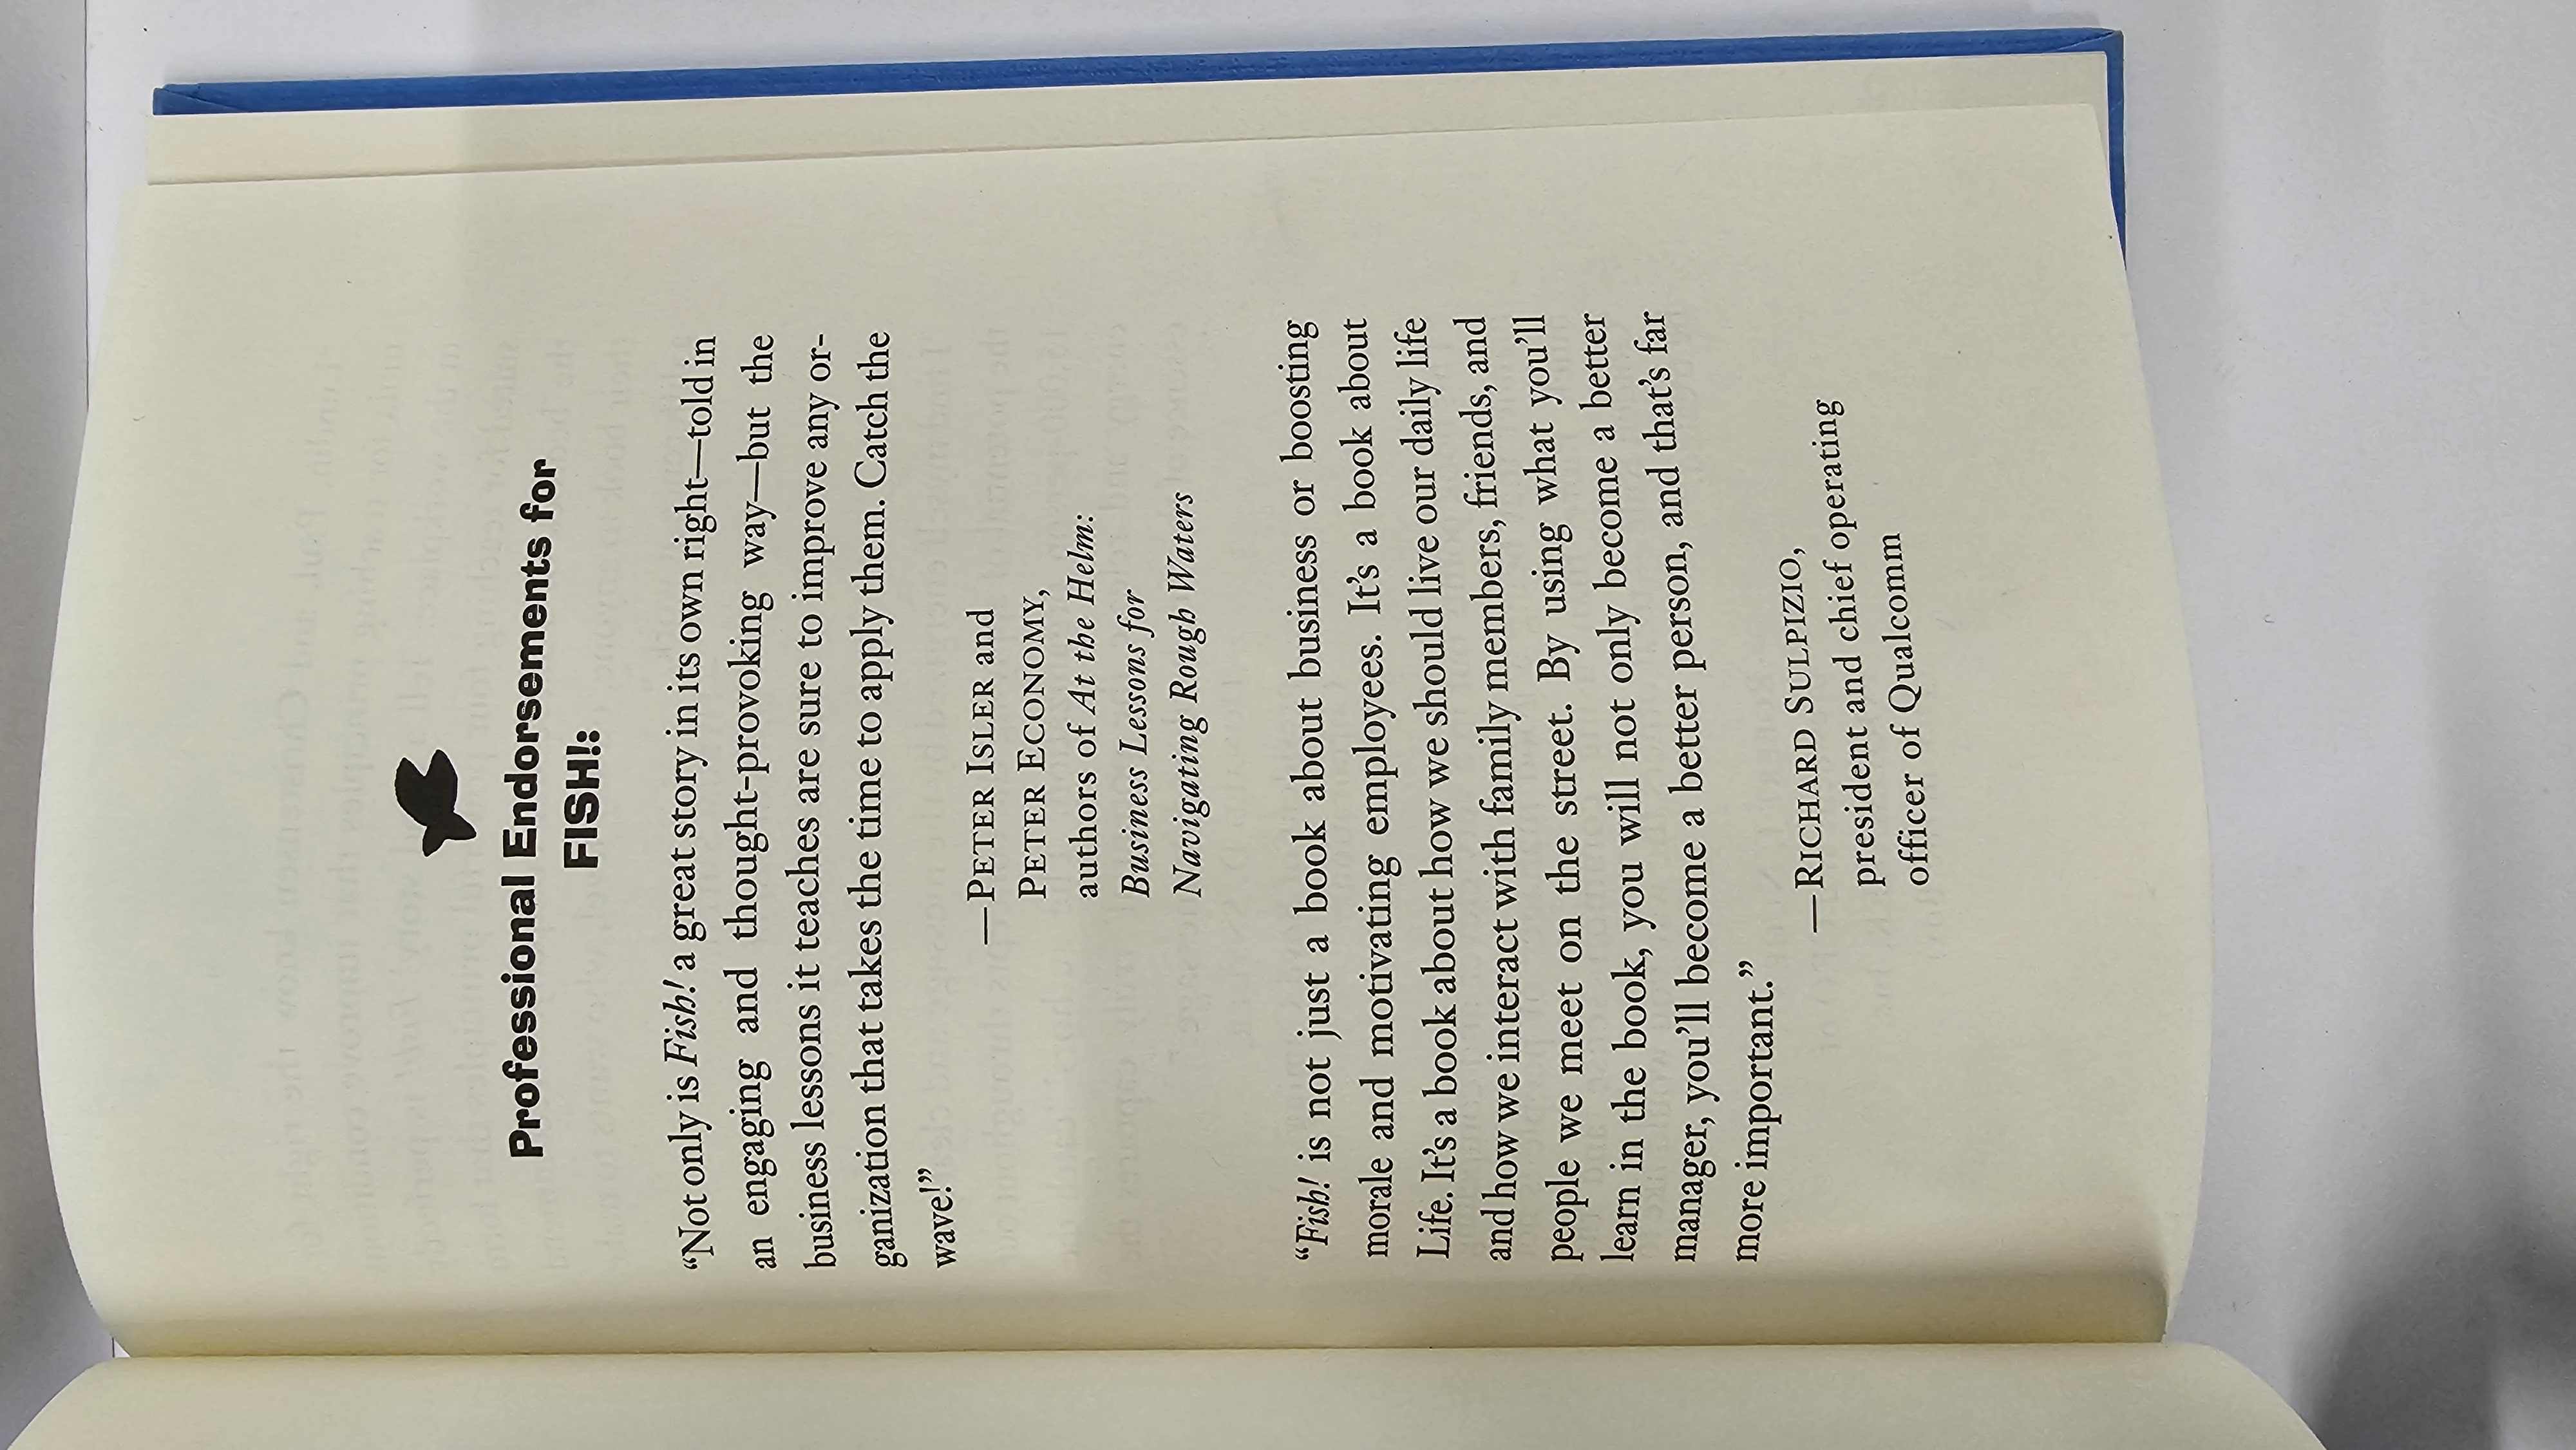 Professional Endorsements for
FISH!:
“Not only is Fish! a great story in its own right—told in
an engaging and thought-provoking way—but the
business lessons it teaches are sure to improve any or-
ganization that takes the time to apply them. Catch the
wave!”
—PETER ISLER and
PETER ECONOMY,
authors of At the Helm:
Business Lessons for
Navigating Rough Waters
“Fish! is not just a book about business or boosting
morale and motivating employees. It’s a book about
Life. It’s a book about how we should live our daily life
and how we interact with family members, friends, and
people we meet on the street. By using what you’ll
learn in the book, you will not only become a better
manager, you’ll become a better person, and that’s far
more important.”
—RICHARD SULPIZIO,
president and chief operating
officer of Qualcomm